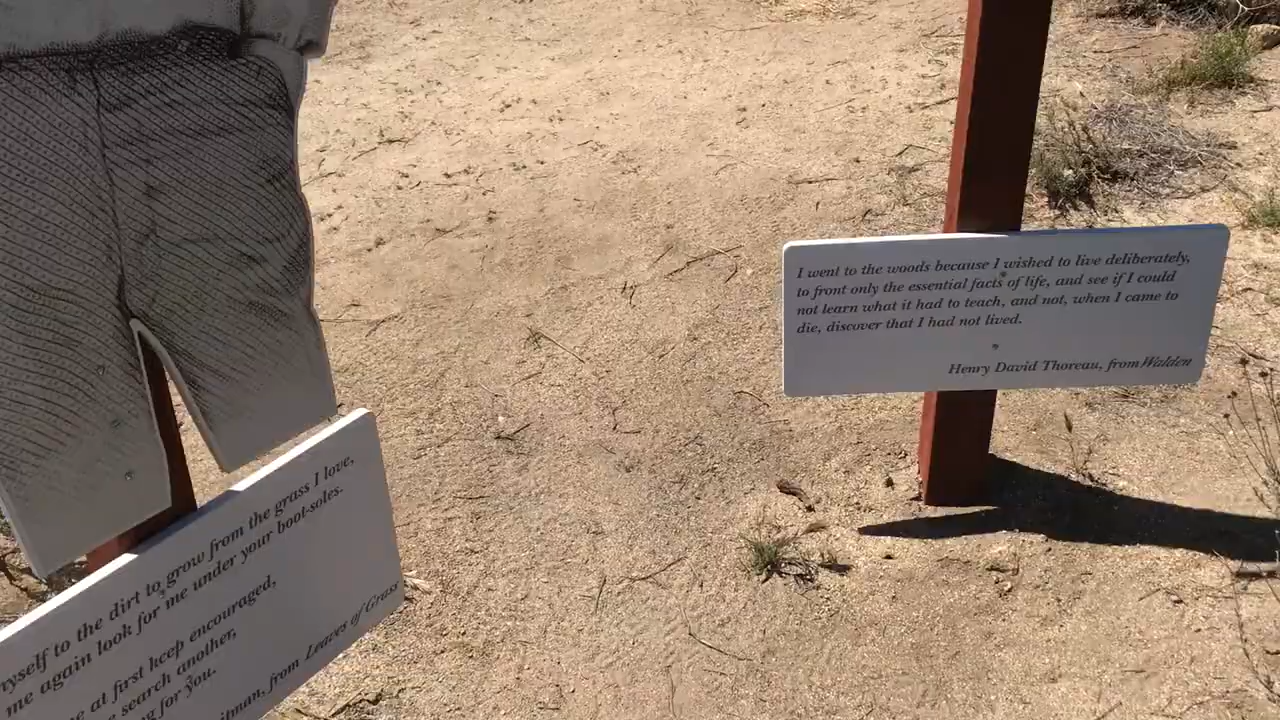 I went to the woods because I wished to live deliberately,
to front only the essential facts of life, and see if I could
not learn what it had to teach, and not, when I came to
die, discover that I had not lived.
Henry David Thoreau, from Walden
to the dirt to grow from the grass I love,
me again look for me under your boot-soles.
at first keep encouraged,
search another,
for you.
from Leaves of Grass